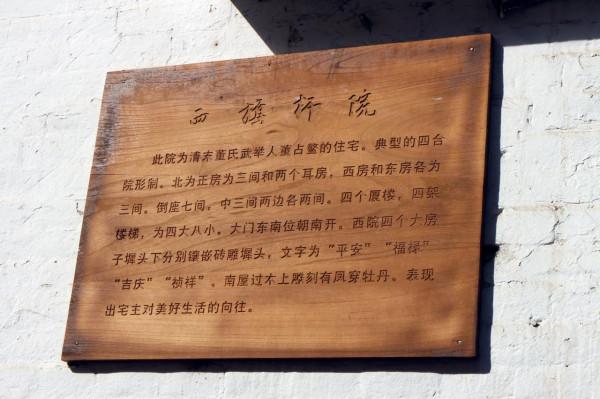 西旗杆院
此院为清末董氏武举人董占鳌的住宅。典型的四合
院形制。北为正房为三间和两个耳房，西房和东房各为
三间。倒座七间，中三间两边各两间。四个厦楼，四架
楼梯，为四大八小。大门东南位朝南开。西院四个大房
子墀头下分别镶嵌砖雕墀头，文字为“平安”“福禄”
“吉庆”“桢祥”。南屋过木上雕刻有凤穿牡丹。表现
出宅主对美好生活的向往。